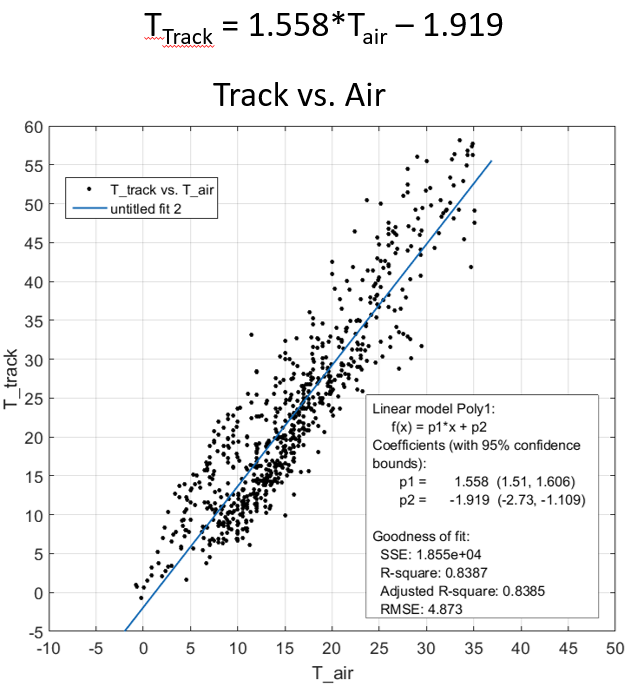 T_Track = 1.558*T_air – 1.919
Track vs. Air
60
55
50
45
40
35
30
25
20
15
10
5
0
-5
T_track
T_track vs. T_air
untitled fit 2
Linear model Poly1:
f(x) = p1*x + p2
Coefficients (with 95% confidence
bounds):
p1 = 1.558 (1.51, 1.606)
p2 = -1.919 (-2.73, -1.109)
Goodness of fit:
SSE: 1.855e+04
R-square: 0.8387
Adjusted R-square: 0.8385
RMSE: 4.873
-10 -5 0 5 10 15 20 25 30 35 40 45 50
T_air